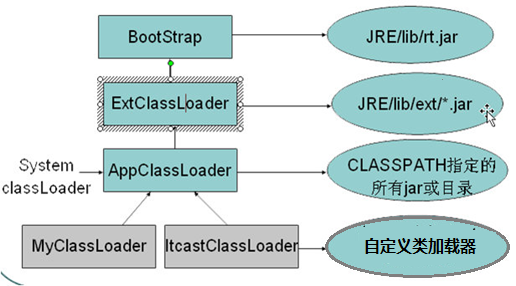 BootStrap
JRE/lib/rt.jar
ExtClassLoader
JRE/lib/ext/*.jar
System
classLoader
AppClassLoader
CLASSPATH指定的
所有jar或目录
MyClassLoader
ItcastClassLoader
自定义类加载器